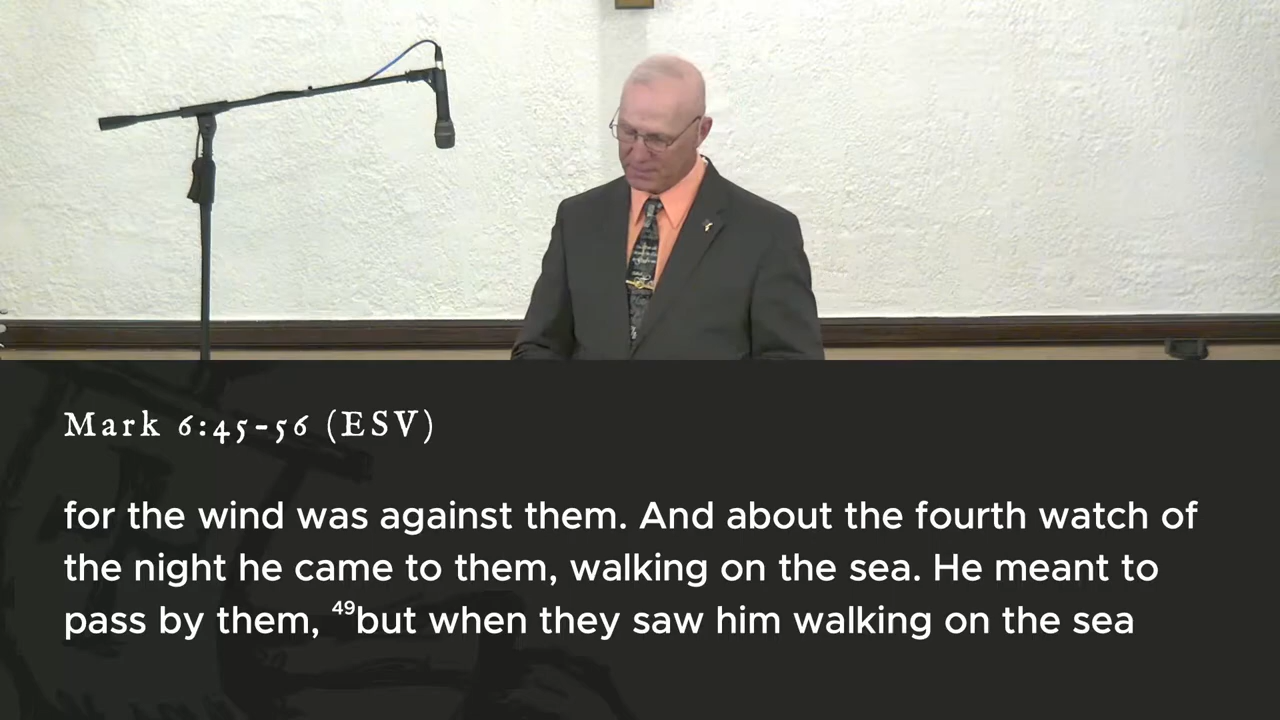 Mark 6:45-56 (ESV)
for the wind was against them. And about the fourth watch of
the night he came to them, walking on the sea. He meant to
pass by them, 49but when they saw him walking on the sea